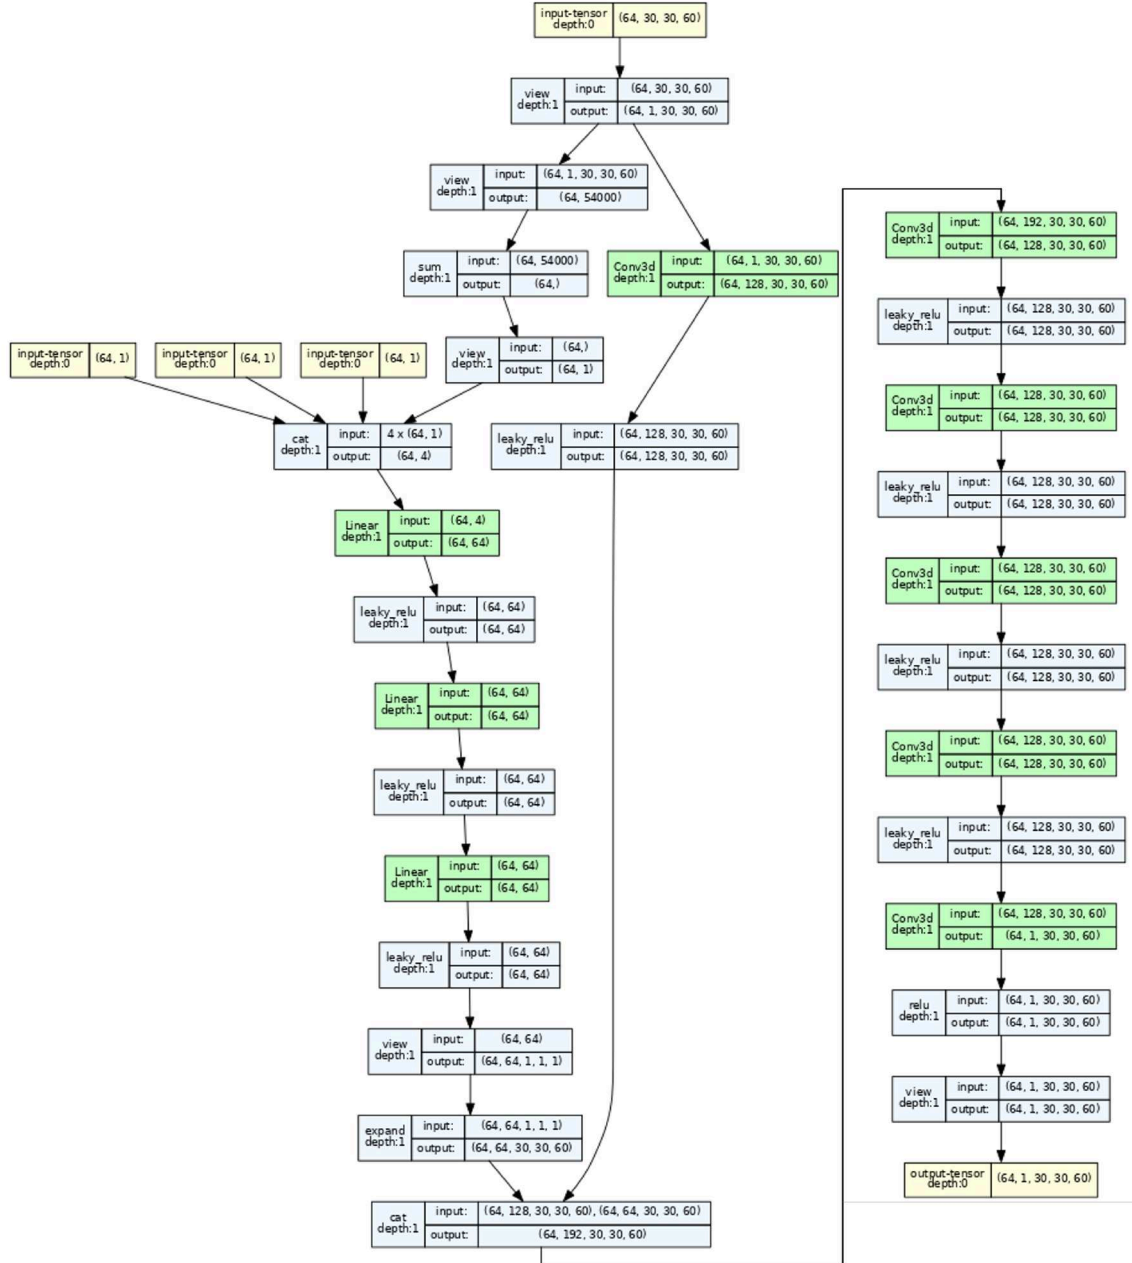 input-tensor
depth:0
(64, 30, 30, 60)
view
depth:1
input:
(64, 30, 30, 60)
output:
(64, 1, 30, 30, 60)
view
depth:1
input:
(64, 1, 30, 30, 60)
output:
(64, 54000)
sum
depth:1
input:
(64, 54000)
output:
(64,)
Conv3d
depth:1
input:
(64, 1, 30, 30, 60)
output:
(64, 128, 30, 30, 60)
input-tensor
depth:0
(64, 1)
input-tensor
depth:0
(64, 1)
input-tensor
depth:0
(64, 1)
view
depth:1
input:
(64,)
output:
(64, 1)
cat
depth:1
input:
4 x (64, 1)
output:
(64, 4)
leaky_relu
depth:1
input:
(64, 128, 30, 30, 60)
output:
(64, 128, 30, 30, 60)
Linear
depth:1
input:
(64, 4)
output:
(64, 64)
leaky_relu
depth:1
input:
(64, 64)
output:
(64, 64)
Linear
depth:1
input:
(64, 64)
output:
(64, 64)
leaky_relu
depth:1
input:
(64, 64)
output:
(64, 64)
Linear
depth:1
input:
(64, 64)
output:
(64, 64)
leaky_relu
depth:1
input:
(64, 64)
output:
(64, 64)
view
depth:1
input:
(64, 64)
output:
(64, 64, 1, 1, 1)
expand
depth:1
input:
(64, 64, 1, 1, 1)
output:
(64, 64, 30, 30, 60)
cat
depth:1
input:
(64, 128, 30, 30, 60), (64, 64, 30, 30, 60)
output:
(64, 192, 30, 30, 60)
Conv3d
depth:1
input:
(64, 192, 30, 30, 60)
output:
(64, 128, 30, 30, 60)
leaky_relu
depth:1
input:
(64, 128, 30, 30, 60)
output:
(64, 128, 30, 30, 60)
Conv3d
depth:1
input:
(64, 128, 30, 30, 60)
output:
(64, 128, 30, 30, 60)
leaky_relu
depth:1
input:
(64, 128, 30, 30, 60)
output:
(64, 128, 30, 30, 60)
Conv3d
depth:1
input:
(64, 128, 30, 30, 60)
output:
(64, 128, 30, 30, 60)
leaky_relu
depth:1
input:
(64, 128, 30, 30, 60)
output:
(64, 128, 30, 30, 60)
Conv3d
depth:1
input:
(64, 128, 30, 30, 60)
output:
(64, 128, 30, 30, 60)
leaky_relu
depth:1
input:
(64, 128, 30, 30, 60)
output:
(64, 128, 30, 30, 60)
Conv3d
depth:1
input:
(64, 128, 30, 30, 60)
output:
(64, 1, 30, 30, 60)
relu
depth:1
input:
(64, 1, 30, 30, 60)
output:
(64, 1, 30, 30, 60)
view
depth:1
input:
(64, 1, 30, 30, 60)
output:
(64, 1, 30, 30, 60)
output-tensor
depth:0
(64, 1, 30, 30, 60)